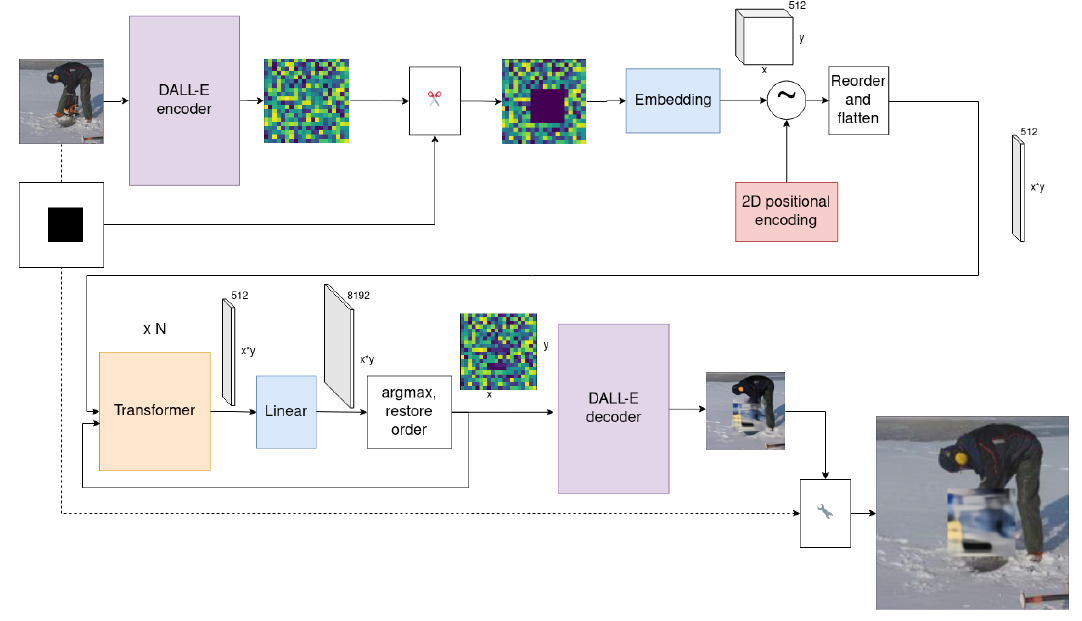 512
y
x
DALL-E
encoder
Embedding
~
Reorder
and
flatten
2D positional
encoding
512
x*y
x N
Transformer
512
x*y
Linear
8192
x*y
argmax,
restore
order
y
x
DALL-E
decoder